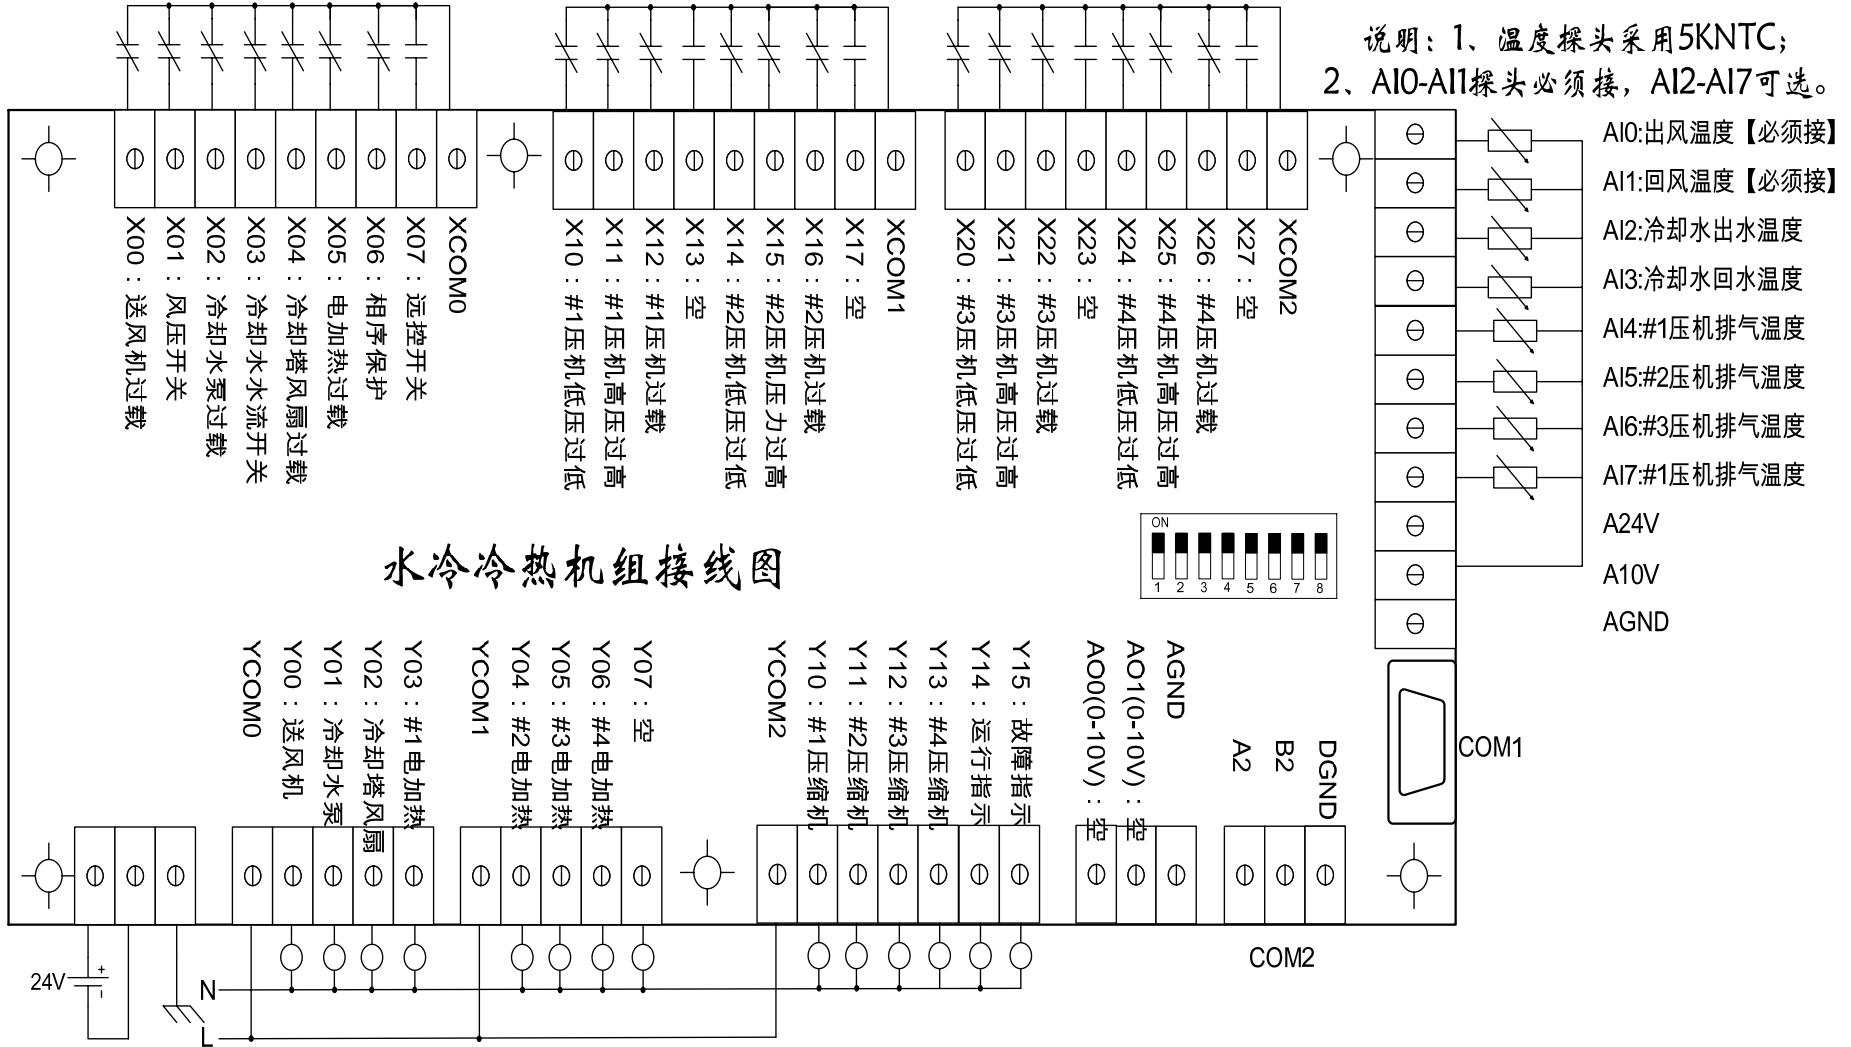 说明：1、温度探头采用5KNTC；
2、AI0-AI1探头必须接，AI2-AI7可选。
X00：送风机过载
X01：风压开关
X02：冷却水泵过载
X03：冷却水水流开关
X04：冷却塔风扇过载
X05：电加热过载
X06：相序保护
X07：远控开关
XCOM0
X10：#1压机低压过低
X11：#1压机高压过高
X12：#1压机过载
X13：空
X14：#2压机低压过低
X15：#2压机压力过高
X16：#2压机过载
X17：空
XCOM1
X20：#3压机低压过低
X21：#3压机高压过高
X22：#3压机过载
X23：空
X24：#4压机低压过低
X25：#4压机高压过高
X26：#4压机过载
X27：空
XCOM2
AI0:出风温度【必须接】
AI1:回风温度【必须接】
AI2:冷却水出水温度
AI3:冷却水回水温度
AI4:#1压机排气温度
AI5:#2压机排气温度
AI6:#3压机排气温度
AI7:#1压机排气温度
A24V
A10V
AGND
水冷冷热机组接线图
ON
1 2 3 4 5 6 7 8
YCOM0
Y00：送风机
Y01：冷却水泵
Y02：冷却塔风扇
Y03：#1电加热
YCOM1
Y04：#2电加热
Y05：#3电加热
Y06：#4电加热
Y07：空
YCOM2
Y10：#1压缩机
Y11：#2压缩机
Y12：#3压缩机
Y13：#4压缩机
Y14：运行指示
Y15：故障指示
AO0(0-10V)：空
AO1(0-10V)：空
AGND
A2
B2
DGND
COM1
COM2
24V
+
-
N
L